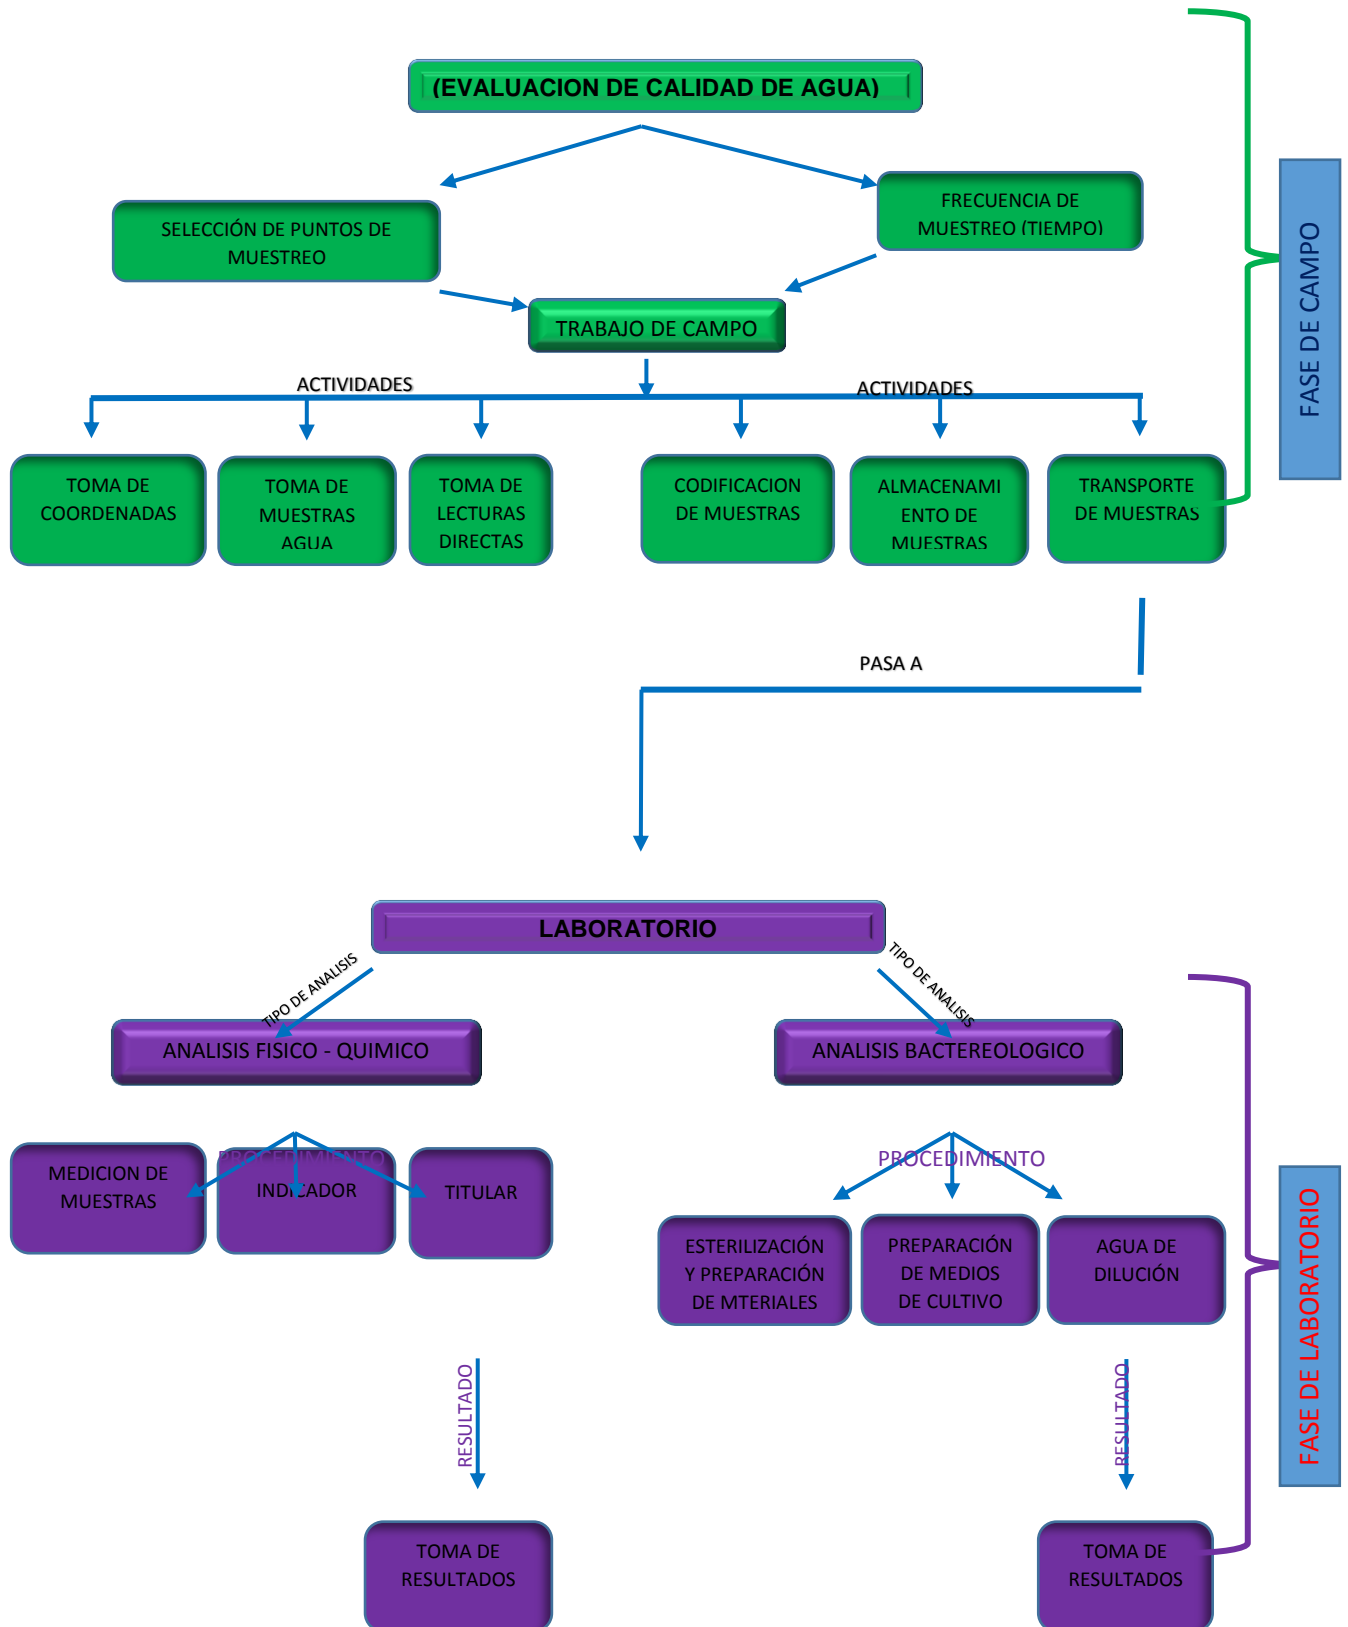 (EVALUACION DE CALIDAD DE AGUA)
SELECCIÓN DE PUNTOS DE
MUESTREO
FRECUENCIA DE
MUESTREO (TIEMPO)
TRABAJO DE CAMPO
ACTIVIDADES
ACTIVIDADES
TOMA DE
COORDENADAS
TOMA DE
MUESTRAS
AGUA
TOMA DE
LECTURAS
DIRECTAS
CODIFICACION
DE MUESTRAS
ALMACENAMI
ENTO DE
MUESTRAS
TRANSPORTE
DE MUESTRAS
FASE DE CAMPO
PASA A
LABORATORIO
TIPO DE ANALISIS
TIPO DE ANALISIS
ANALISIS FISICO - QUIMICO
ANALISIS BACTEREOLOGICO
PROCEDIMIENTO
MEDICION DE
MUESTRAS
INDICADOR
TITULAR
PROCEDIMIENTO
ESTERILIZACIÓN
Y PREPARACIÓN
DE MTERIALES
PREPARACIÓN
DE MEDIOS
DE CULTIVO
AGUA DE
DILUCIÓN
FASE DE LABORATORIO
RESULTADO
RESULTADO
TOMA DE
RESULTADOS
TOMA DE
RESULTADOS